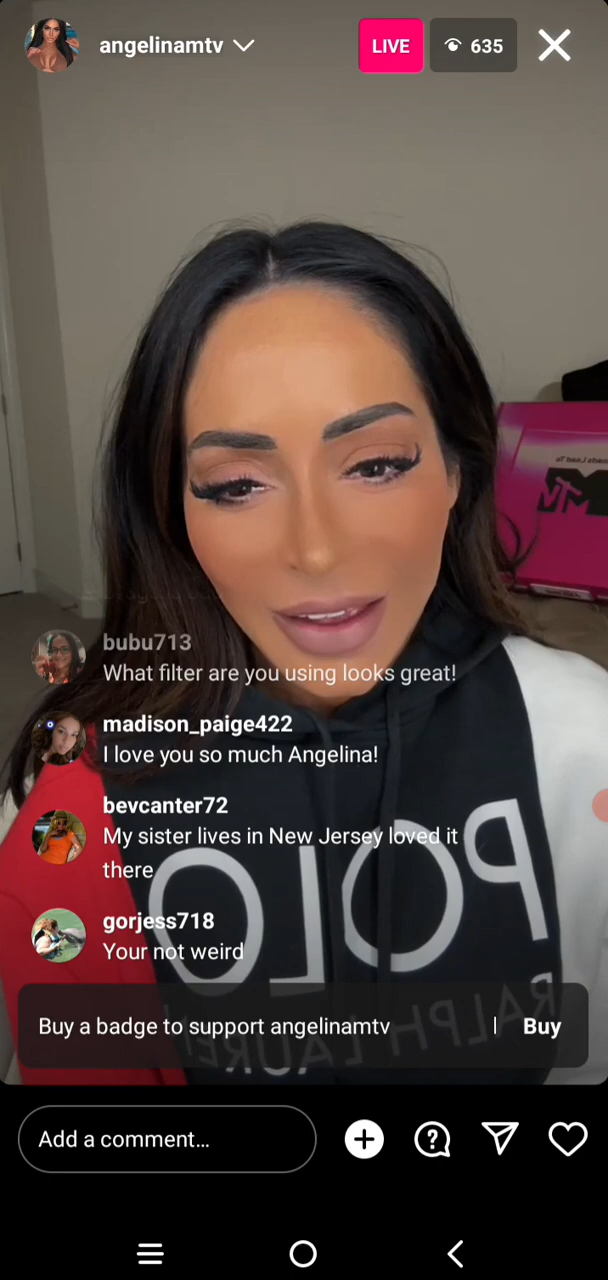 angelinamtv
LIVE
635
bubu713
What filter are you using looks great!
madison_paige422
I love you so much Angelina!
bevcanter72
My sister lives in New Jersey loved it
there
gorjess718
Your not weird
POLO
RALPH LAUREN
Buy a badge to support angelinamtv
Buy
Add a comment...